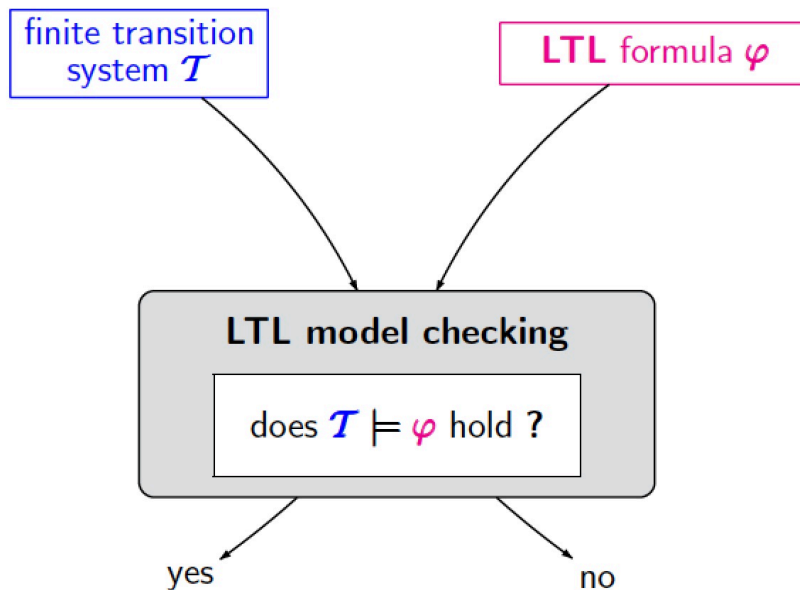 finite transition
system 𝒯
LTL formula φ
LTL model checking
does 𝒯 ⊨ φ hold ?
yes
no